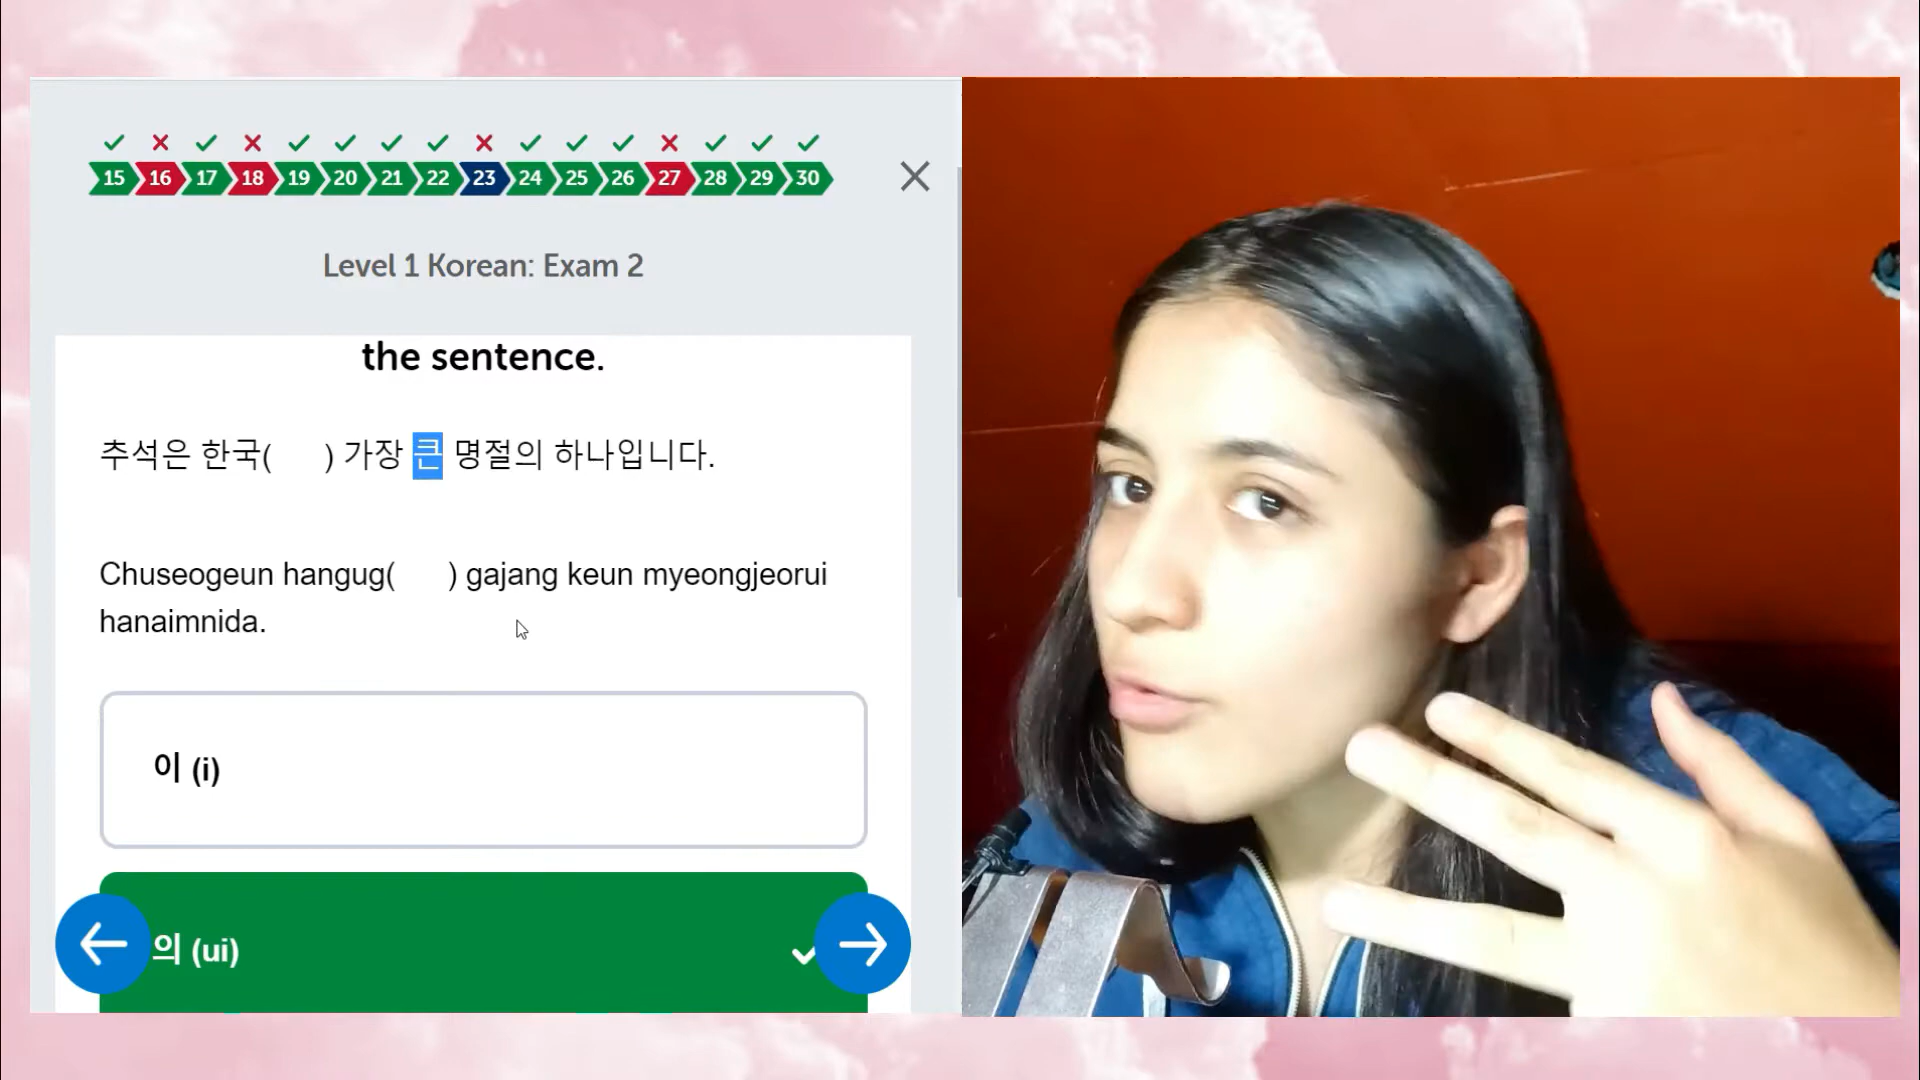 15 16 17 18 19 20 21 22 23 24 25 26 27 28 29 30
Level 1 Korean: Exam 2
the sentence.
추석은 한국( ) 가장 큰 명절의 하나입니다.
Chuseogeun hangug( ) gajang keun myeongjeorui
hanaimnida.
이 (i)
의 (ui)